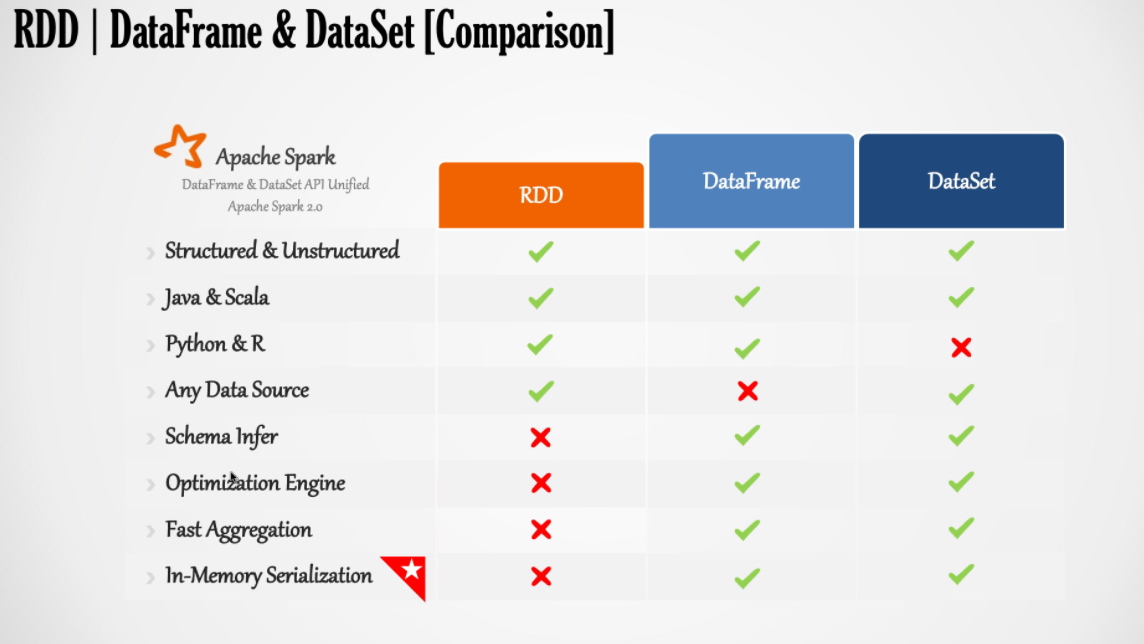 RDD | DataFrame & DataSet [Comparison]
Apache Spark
DataFrame & DataSet API Unified
Apache Spark 2.0
RDD
DataFrame
DataSet
Structured & Unstructured
Java & Scala
Python & R
Any Data Source
Schema Infer
Optimization Engine
Fast Aggregation
In-Memory Serialization